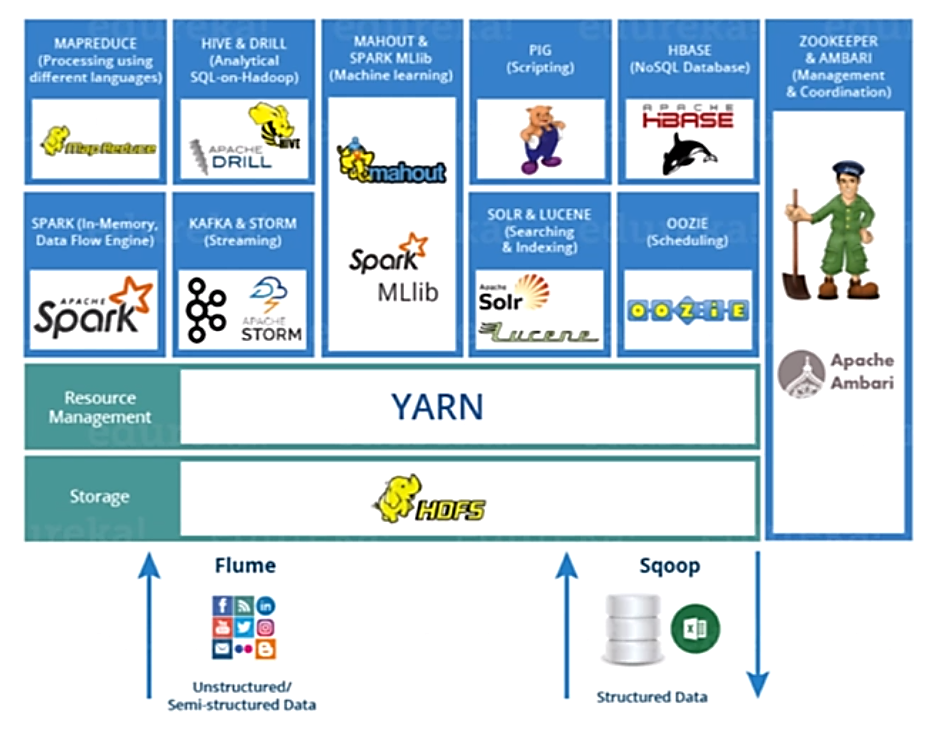 MAPREDUCE
(Processing using
different languages)
HIVE & DRILL
(Analytical
SQL-on-Hadoop)
MAHOUT &
SPARK MLlib
(Machine learning)
PIG
(Scripting)
HBASE
(NoSQL Database)
ZOOKEEPER
& AMBARI
(Management
& Coordination)
Map Reduce
HIVE
APACHE
DRILL
mahout
APACHE
HBASE
SPARK (In-Memory,
Data Flow Engine)
KAFKA & STORM
(Streaming)
Spark
MLlib
SOLR & LUCENE
(Searching
& Indexing)
OOZIE
(Scheduling)
APACHE
Spark
APACHE
STORM
Apache
Solr
Lucene
OOZIE
Apache
Ambari
Resource
Management
YARN
Storage
HDFS
Flume
Sqoop
Unstructured/
Semi-structured Data
Structured Data